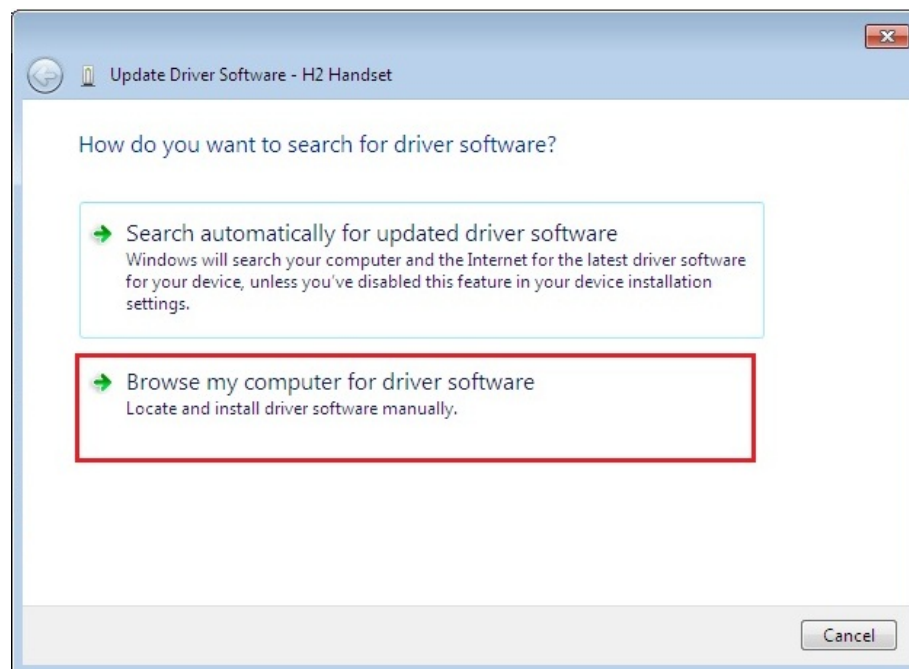 Update Driver Software - H2 Handset
How do you want to search for driver software?
Search automatically for updated driver software
Windows will search your computer and the Internet for the latest driver software
for your device, unless you've disabled this feature in your device installation
settings.
Browse my computer for driver software
Locate and install driver software manually.
Cancel